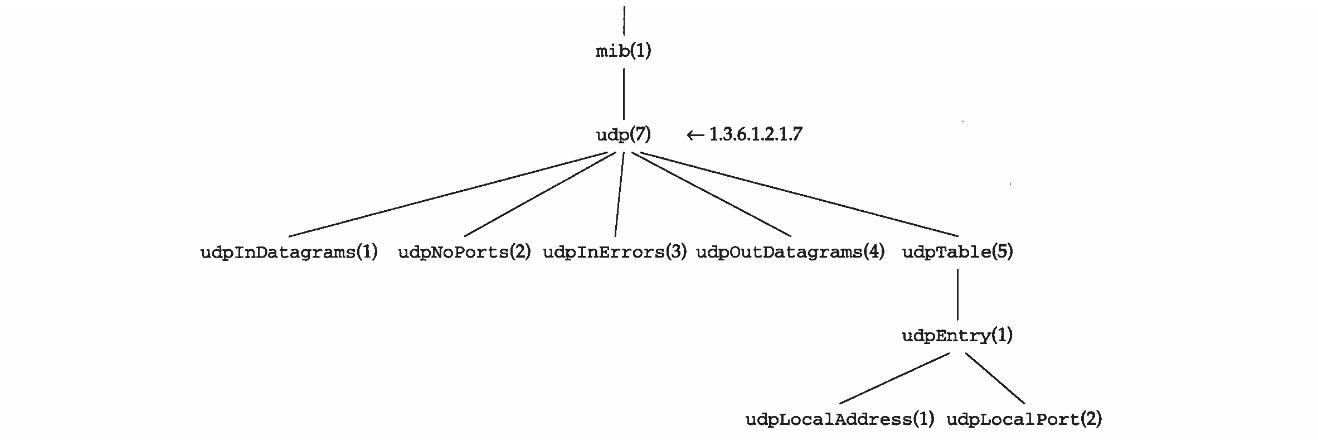 mib(1)
udp(7) ← 1.3.6.1.2.1.7
udpInDatagrams(1) udpNoPorts(2) udpInErrors(3) udpOutDatagrams(4) udpTable(5)
udpEntry(1)
udpLocalAddress(1) udpLocalPort(2)